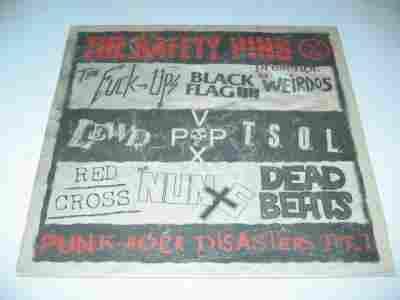 THE SAFETY PINS
THE FUCK-UPS BLACK FLAG WEIRDOS
LEWD VOX POP T.S.O.L
RED CROSS NUNS DEAD BEATS
PUNK-ROCK DISASTERS PT.1